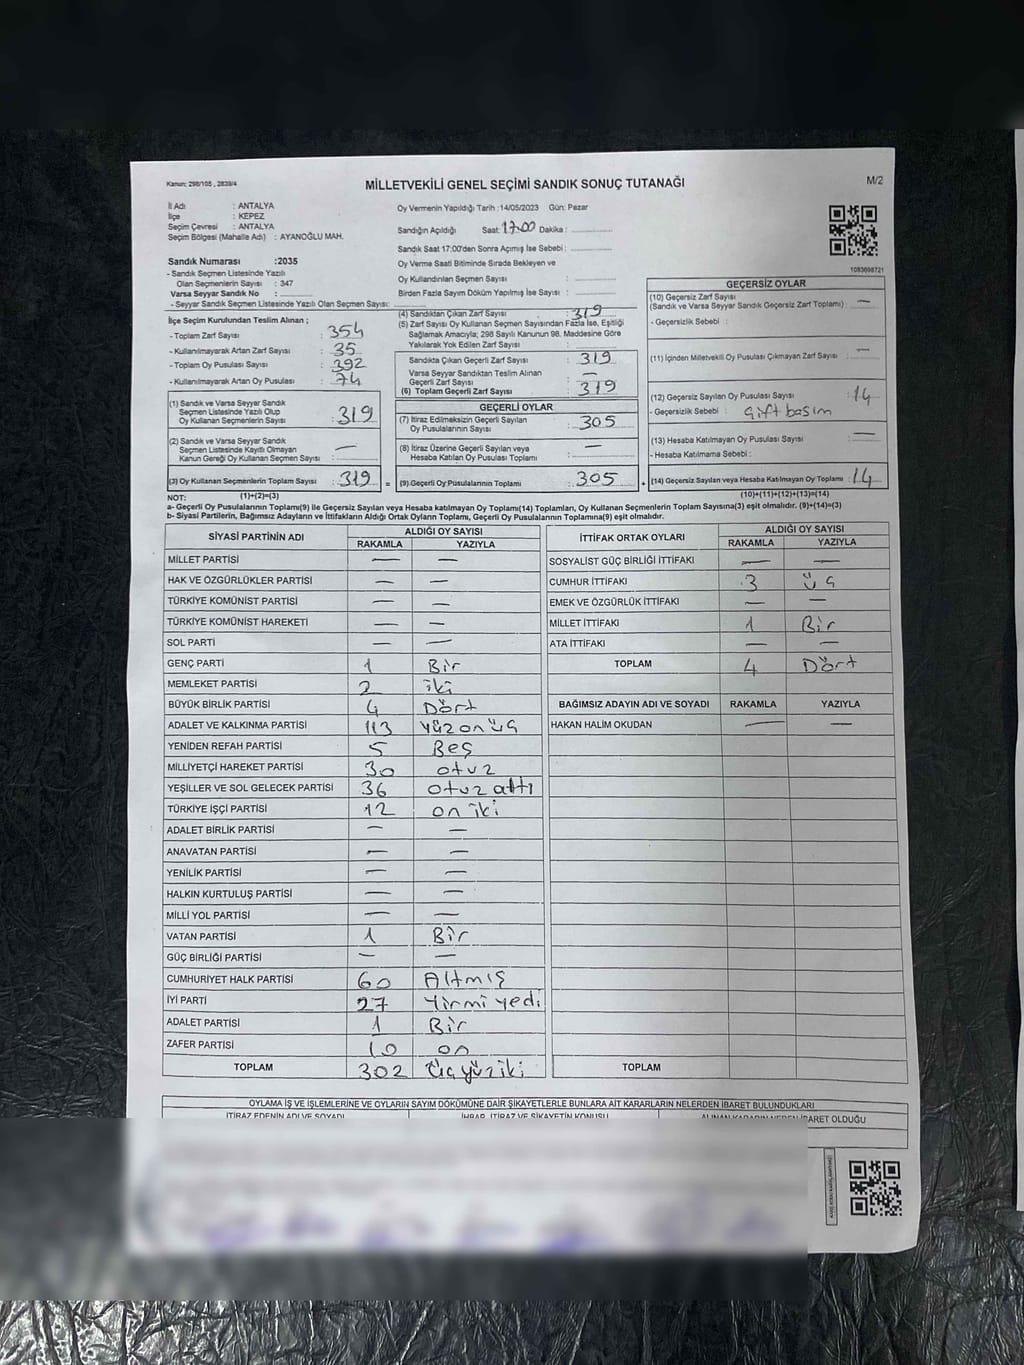 Kanun: 298/105 , 2839/4
MİLLETVEKİLİ GENEL SEÇİMİ SANDIK SONUÇ TUTANAĞI
M/2
İl Adı : ANTALYA
İlçe : KEPEZ
Seçim Çevresi : ANTALYA
Seçim Bölgesi (Mahalle Adı) : AYANOĞLU MAH.
Sandık Numarası :2035
- Sandık Seçmen Listesinde Yazılı
Olan Seçmenlerin Sayısı : 347
Varsa Seyyar Sandık No :
- Seyyar Sandık Seçmen Listesinde Yazılı Olan Seçmen Sayısı:
İlçe Seçim Kurulundan Teslim Alınan ;
- Toplam Zarf Sayısı : 354
- Kullanılmayarak Artan Zarf Sayısı : 35
- Toplam Oy Pusulası Sayısı : 392
- Kullanılmayarak Artan Oy Pusulası : 74
(1) Sandık ve Varsa Seyyar Sandık
Seçmen Listesinde Yazılı Olup
Oy Kullanan Seçmenlerin Sayısı : 319
(2) Sandık ve Varsa Seyyar Sandık
Seçmen Listesinde Kayıtlı Olmayan
Kanun Gereği Oy Kullanan Seçmen Sayısı : —
(3) Oy Kullanan Seçmenlerin Toplam Sayısı : 319 =
(1)+(2)=(3)
Oy Vermenin Yapıldığı Tarih :14/05/2023 Gün: Pazar
Sandığın Açıldığı Saat: 17:00 Dakika :
Sandık Saat 17:00'den Sonra Açımış İse Sebebi :
Oy Verme Saati Bitiminde Sırada Bekleyen ve
Oy Kullandırılan Seçmen Sayısı :
Birden Fazla Sayım Döküm Yapılmış İse Sayısı :
(4) Sandıktan Çıkan Zarf Sayısı : 319
(5) Zarf Sayısı Oy Kullanan Seçmen Sayısından Fazla İse, Eşitliği
Sağlamak Amacıyla; 298 Sayılı Kanunun 98. Maddesine Göre
Yakılarak Yok Edilen Zarf Sayısı :
Sandıkta Çıkan Geçerli Zarf Sayısı : 319
Varsa Seyyar Sandıktan Teslim Alınan
Geçerli Zarf Sayısı : —
(6) Toplam Geçerli Zarf Sayısı : 319
GEÇERLİ OYLAR
(7) İtiraz Edilmeksizin Geçerli Sayılan
Oy Pusulalarının Sayısı : 305
(8) İtiraz Üzerine Geçerli Sayılan veya
Hesaba Katılan Oy Pusulası Toplamı : —
(9) Geçerli Oy Pusulalarının Toplamı : 305 +
1083698721
GEÇERSİZ OYLAR
(10) Geçersiz Zarf Sayısı
(Sandık ve Varsa Seyyar Sandık Geçersiz Zarf Toplamı) : —
- Geçersizlik Sebebi :
(11) İçinden Milletvekili Oy Pusulası Çıkmayan Zarf Sayısı : —
(12) Geçersiz Sayılan Oy Pusulası Sayısı : 14
- Geçersizlik Sebebi : Çift basım
(13) Hesaba Katılmayan Oy Pusulası Sayısı : —
- Hesaba Katılmama Sebebi :
(14) Geçersiz Sayılan veya Hesaba Katılmayan Oy Toplamı : 14
(10)+(11)+(12)+(13)=(14)
NOT:
a- Geçerli Oy Pusulalarının Toplamı(9) ile Geçersiz Sayılan veya Hesaba katılmayan Oy Toplamı(14) Toplamları, Oy Kullanan Seçmenlerin Toplam Sayısına(3) eşit olmalıdır. (9)+(14)=(3)
b- Siyasi Partilerin, Bağımsız Adayların ve İttifakların Aldığı Ortak Oyların Toplamı, Geçerli Oy Pusulalarının Toplamına(9) eşit olmalıdır.
SİYASİ PARTİNİN ADI ALDIĞI OY SAYISI
RAKAMLA YAZIYLA
MİLLET PARTİSİ — —
HAK VE ÖZGÜRLÜKLER PARTİSİ — —
TÜRKİYE KOMÜNİST PARTİSİ — —
TÜRKİYE KOMÜNİST HAREKETİ — —
SOL PARTİ — —
GENÇ PARTİ 1 Bir
MEMLEKET PARTİSİ 2 iki
BÜYÜK BİRLİK PARTİSİ 4 Dört
ADALET VE KALKINMA PARTİSİ 113 Yüz on üç
YENİDEN REFAH PARTİSİ 5 Beş
MİLLİYETÇİ HAREKET PARTİSİ 30 otuz
YEŞİLLER VE SOL GELECEK PARTİSİ 36 otuz altı
TÜRKİYE İŞÇİ PARTİSİ 12 on iki
ADALET BİRLİK PARTİSİ — —
ANAVATAN PARTİSİ — —
YENİLİK PARTİSİ — —
HALKIN KURTULUŞ PARTİSİ — —
MİLLİ YOL PARTİSİ — —
VATAN PARTİSİ 1 Bir
GÜÇ BİRLİĞİ PARTİSİ — —
CUMHURİYET HALK PARTİSİ 60 Altmış
İYİ PARTİ 27 Yirmi yedi
ADALET PARTİSİ 1 Bir
ZAFER PARTİSİ 10 on
TOPLAM 302 Üçyüz iki
İTTİFAK ORTAK OYLARI ALDIĞI OY SAYISI
RAKAMLA YAZIYLA
SOSYALİST GÜÇ BİRLİĞİ İTTİFAKI — —
CUMHUR İTTİFAKI 3 Üç
EMEK VE ÖZGÜRLÜK İTTİFAKI — —
MİLLET İTTİFAKI 1 Bir
ATA İTTİFAKI — —
TOPLAM 4 Dört
BAĞIMSIZ ADAYIN ADI VE SOYADI RAKAMLA YAZIYLA
HAKAN HALİM OKUDAN — —
TOPLAM
OYLAMA İŞ VE İŞLEMLERİNE VE OYLARIN SAYIM DÖKÜMÜNE DAİR ŞİKAYETLERLE BUNLARA AİT KARARLARIN NELERDEN İBARET BULUNDUKLARI
İTİRAZ EDENİN ADI VE SOYADI İHBAR, İTİRAZ VE ŞİKAYETİN KONUSU ALINAN KARARIN NEDEN İBARET OLDUĞU